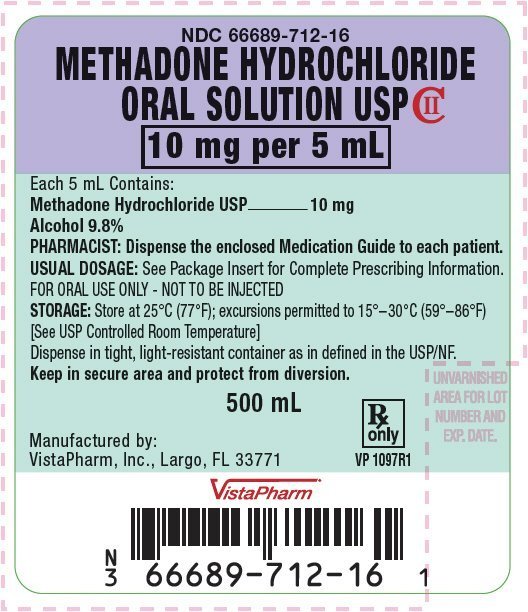 NDC 66689-712-16
METHADONE HYDROCHLORIDE
ORAL SOLUTION USP CII
10 mg per 5 mL
Each 5 mL Contains:
Methadone Hydrochloride USP________10 mg
Alcohol 9.8%
PHARMACIST: Dispense the enclosed Medication Guide to each patient.
USUAL DOSAGE: See Package Insert for Complete Prescribing Information.
FOR ORAL USE ONLY - NOT TO BE INJECTED
STORAGE: Store at 25°C (77°F); excursions permitted to 15°–30°C (59°–86°F)
[See USP Controlled Room Temperature]
Dispense in tight, light-resistant container as in defined in the USP/NF.
Keep in secure area and protect from diversion.
500 mL
Rx
only
VP 1097R1
UNVARNISHED
AREA FOR LOT
NUMBER AND
EXP. DATE.
Manufactured by:
VistaPharm, Inc., Largo, FL 33771
VistaPharm
N
3 66689-712-16 1